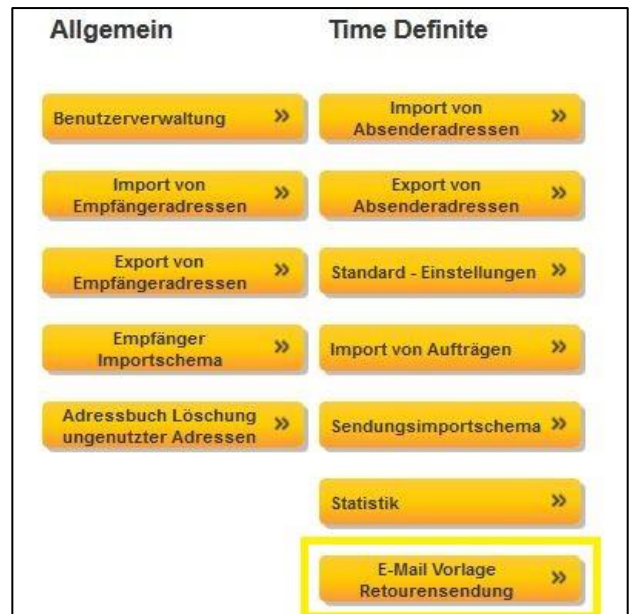 Allgemein
Benutzerverwaltung »
Import von
Empfängeradressen »
Export von
Empfängeradressen »
Empfänger
Importschema »
Adressbuch Löschung
ungenutzter Adressen »
Time Definite
Import von
Absenderadressen »
Export von
Absenderadressen »
Standard - Einstellungen »
Import von Aufträgen »
Sendungsimportschema »
Statistik »
E-Mail Vorlage
Retourensendung »